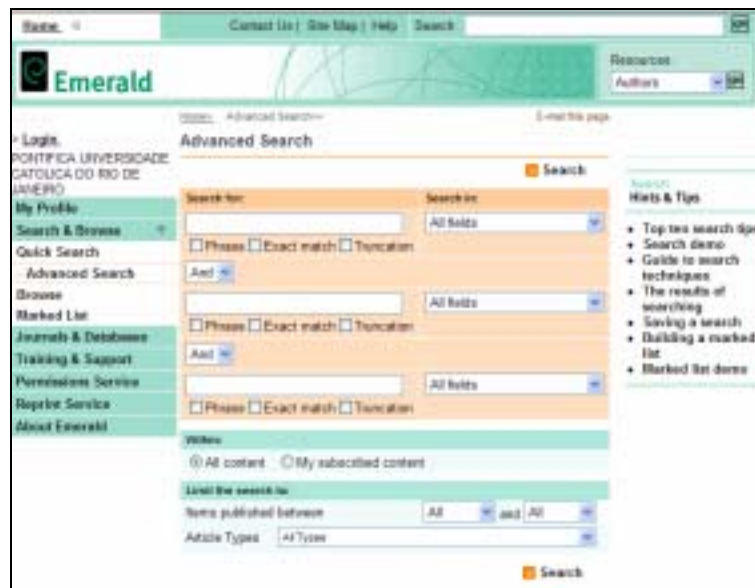 Home
Contact Us | Site Map | Help Search
Emerald
Resources
Authors
Home Advanced Search
E-mail this page
Login
PONTIFICA UNIVERSIDADE
CATOLICA DO RIO DE
JANEIRO
My Profile
Search & Browse
Quick Search
Advanced Search
Browse
Marked List
Journals & Databases
Training & Support
Permissions Service
Reprint Service
About Emerald
Advanced Search
Search
Search for:
Search in:
All fields
Phrase Exact match Truncation
And
All fields
Phrase Exact match Truncation
And
All fields
Phrase Exact match Truncation
Within
All content My subscribed content
Limit the search to:
Items published between All and All
Article Types All Types
Search
Search
Hints & Tips
Top ten search tips
Search demo
Guide to search
techniques
The results of
searching
Saving a search
Building a marked
list
Marked list demo